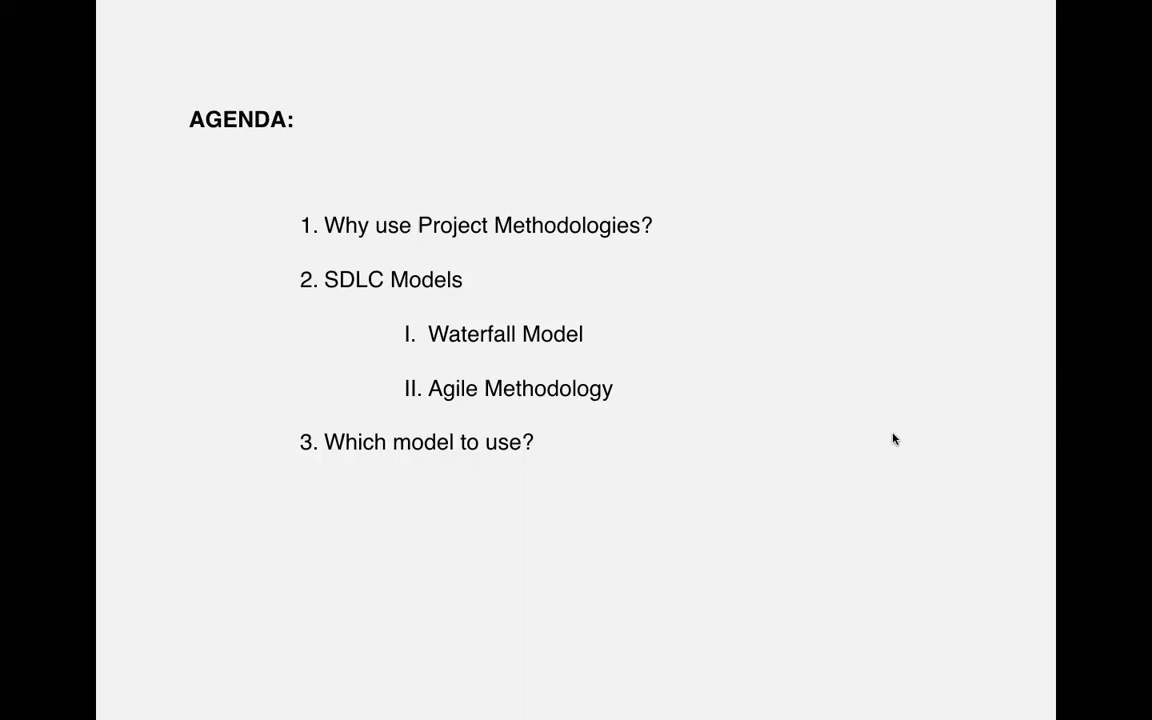 AGENDA:
1. Why use Project Methodologies?
2. SDLC Models
I. Waterfall Model
II. Agile Methodology
3. Which model to use?